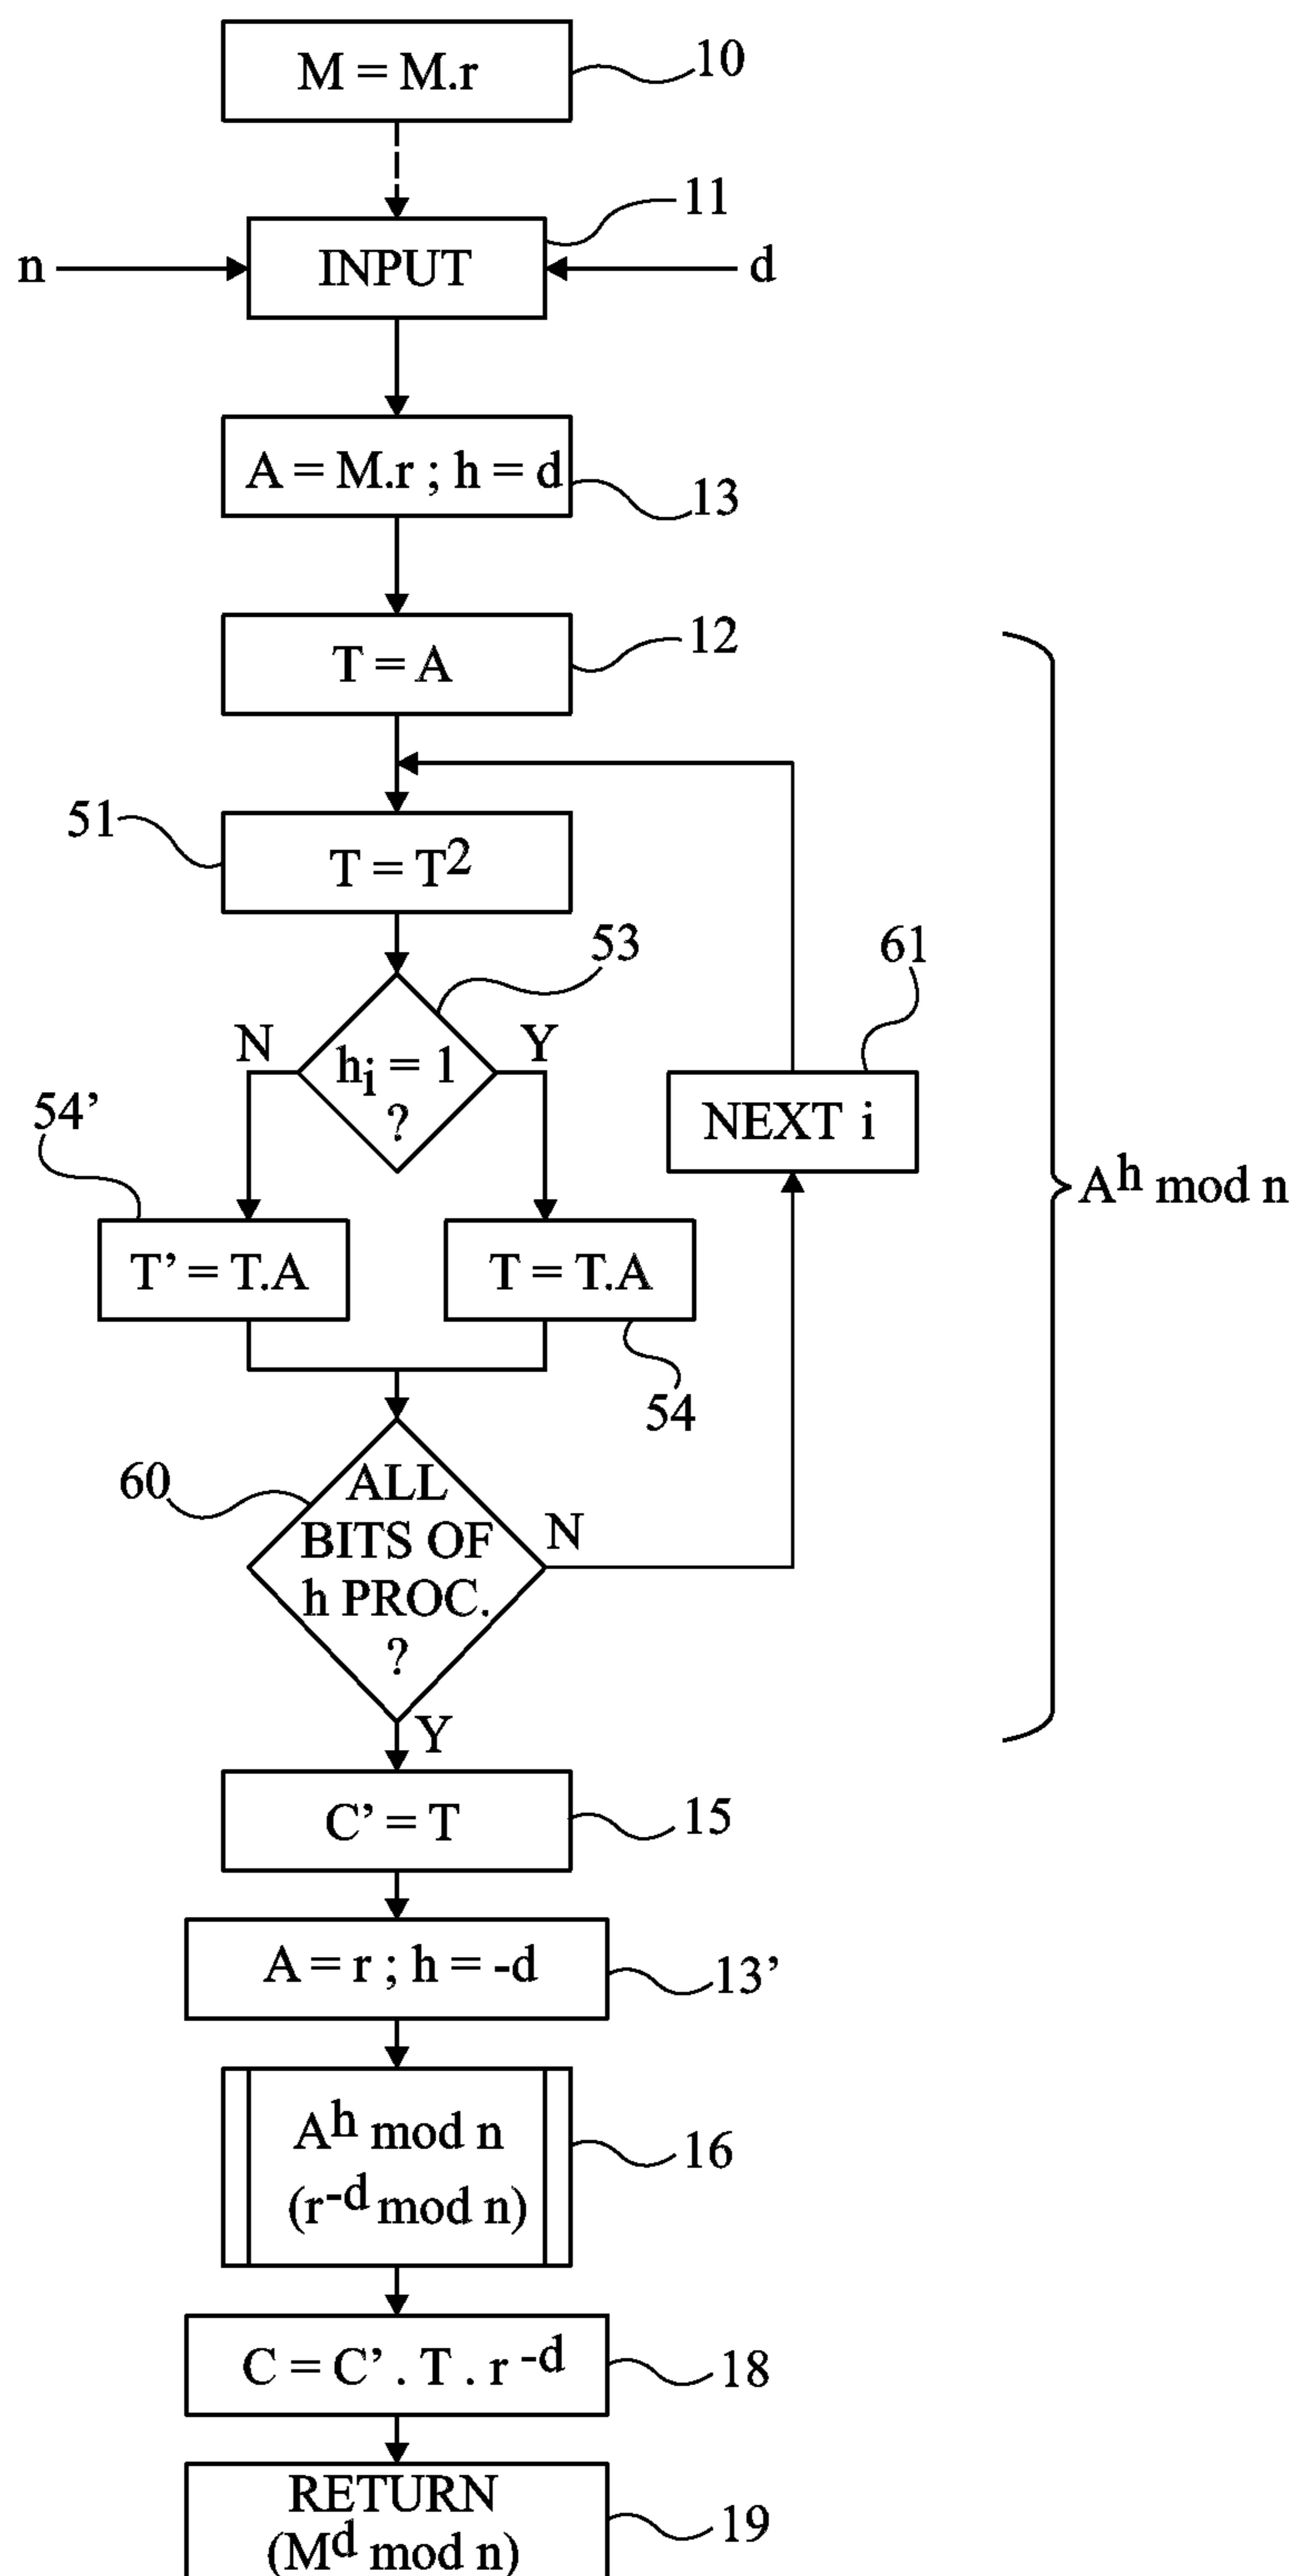 M = M.r
10
11
n
INPUT
d
A = M.r ; h = d
13
T = A
12
51
T = T²
53
61
N
hᵢ = 1
?
Y
NEXT i
54’
Aʰ mod n
T’ = T.A
T = T.A
54
60
ALL
BITS OF
h PROC.
?
N
Y
C’ = T
15
A = r ; h = -d
13’
Aʰ mod n
(r⁻ᵈ mod n)
16
C = C’ . T . r⁻ᵈ
18
RETURN
(Mᵈ mod n)
19